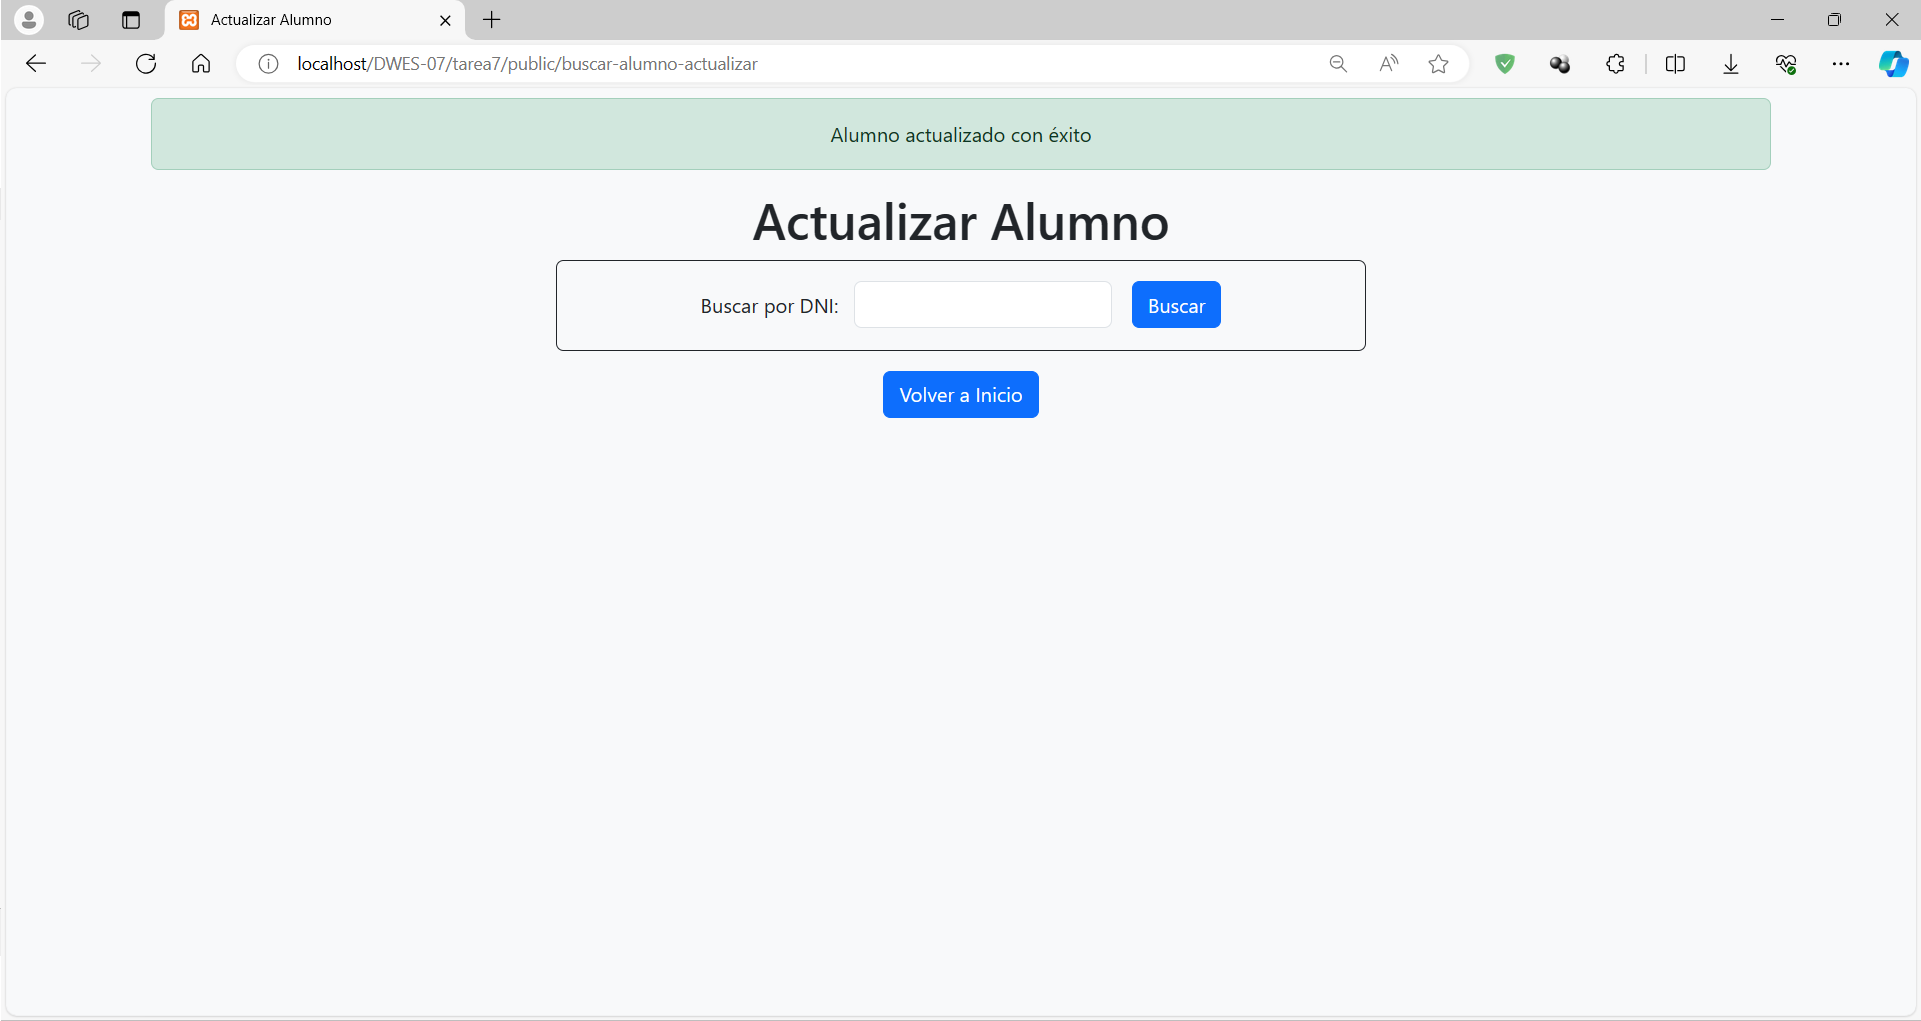 Actualizar Alumno
localhost/DWES-07/tarea7/public/buscar-alumno-actualizar
Alumno actualizado con éxito
Actualizar Alumno
Buscar por DNI:
Buscar
Volver a Inicio